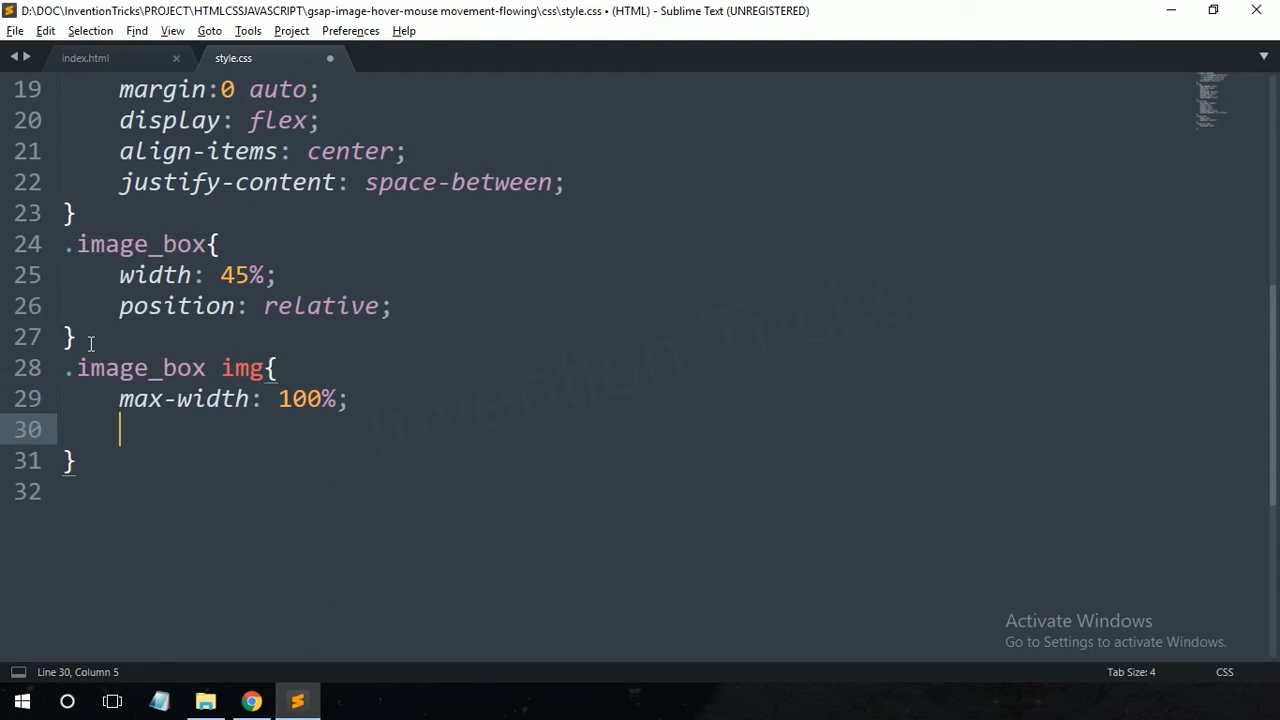 D:\DOC\InventionTricks\PROJECT\HTMLCSSJAVASCRIPT\gsap-image-hover-mouse movement-flowing\css\style.css • (HTML) - Sublime Text (UNREGISTERED)
File Edit Selection Find View Goto Tools Project Preferences Help
index.html style.css
19 margin:0 auto;
20 display: flex;
21 align-items: center;
22 justify-content: space-between;
23 }
24 .image_box{
25 width: 45%;
26 position: relative;
27 }
28 .image_box img{
29 max-width: 100%;
30
31 }
32
Invention Tricks
Activate Windows
Go to Settings to activate Windows.
Line 30, Column 5 Tab Size: 4 CSS